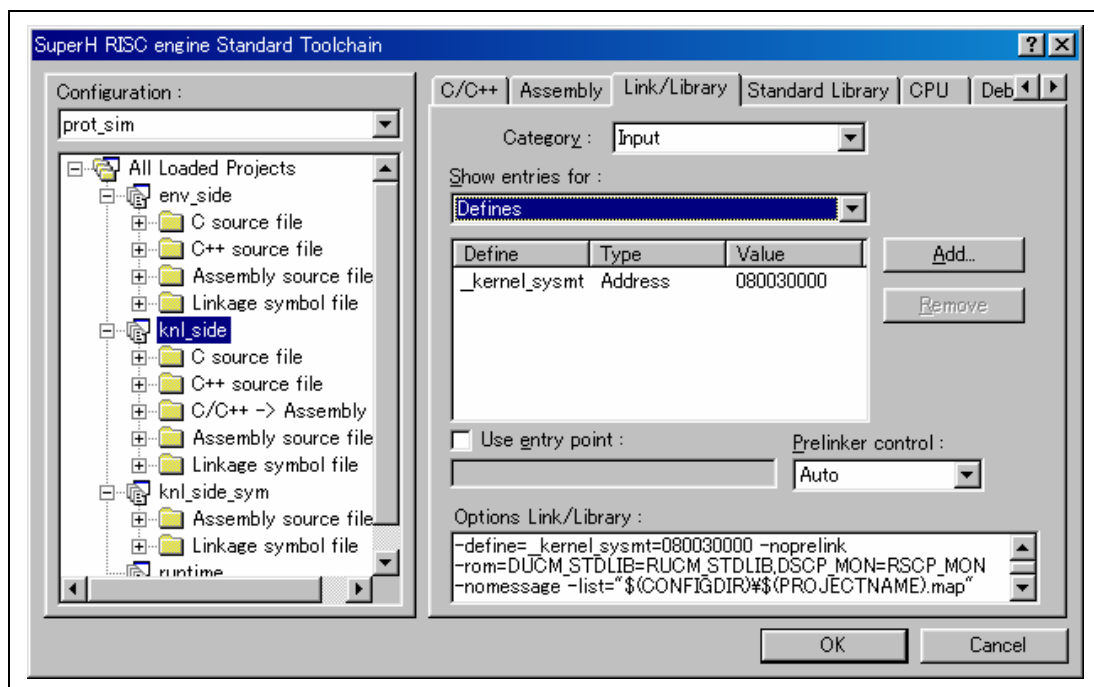 SuperH RISC engine Standard Toolchain
Configuration :
prot_sim
All Loaded Projects
env_side
C source file
C++ source file
Assembly source file
Linkage symbol file
knl_side
C source file
C++ source file
C/C++ -> Assembly
Assembly source file
Linkage symbol file
knl_side_sym
Assembly source file
Linkage symbol file
runtime
C/C++ Assembly Link/Library Standard Library CPU Deb
Category : Input
Show entries for :
Defines
Define Type Value
__kernel_sysmt Address 080030000
Add...
Remove
Use entry point :
Prelinker control :
Auto
Options Link/Library :
-define=__kernel_sysmt=080030000 -noprelink
-rom=DUCM_STDLIB=RUCM_STDLIB,DSCP_MON=RSCP_MON
-nomessage -list="$(CONFIGDIR)¥$(PROJECTNAME).map"
OK Cancel